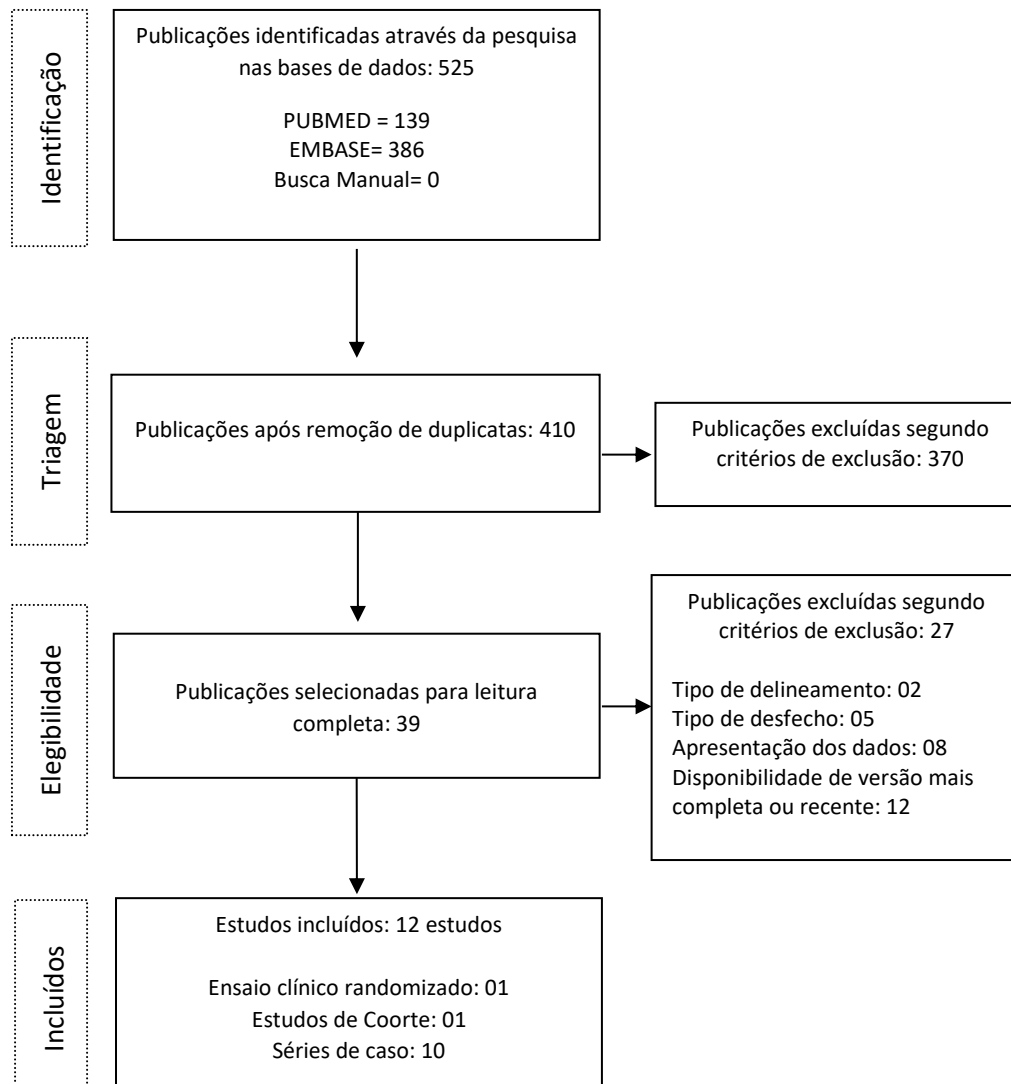 Identificação
Publicações identificadas através da pesquisa
nas bases de dados: 525
PUBMED = 139
EMBASE= 386
Busca Manual= 0
Triagem
Publicações após remoção de duplicatas: 410
Publicações excluídas segundo
critérios de exclusão: 370
Elegibilidade
Publicações selecionadas para leitura
completa: 39
Publicações excluídas segundo
critérios de exclusão: 27
Tipo de delineamento: 02
Tipo de desfecho: 05
Apresentação dos dados: 08
Disponibilidade de versão mais
completa ou recente: 12
Incluídos
Estudos incluídos: 12 estudos
Ensaio clínico randomizado: 01
Estudos de Coorte: 01
Séries de caso: 10